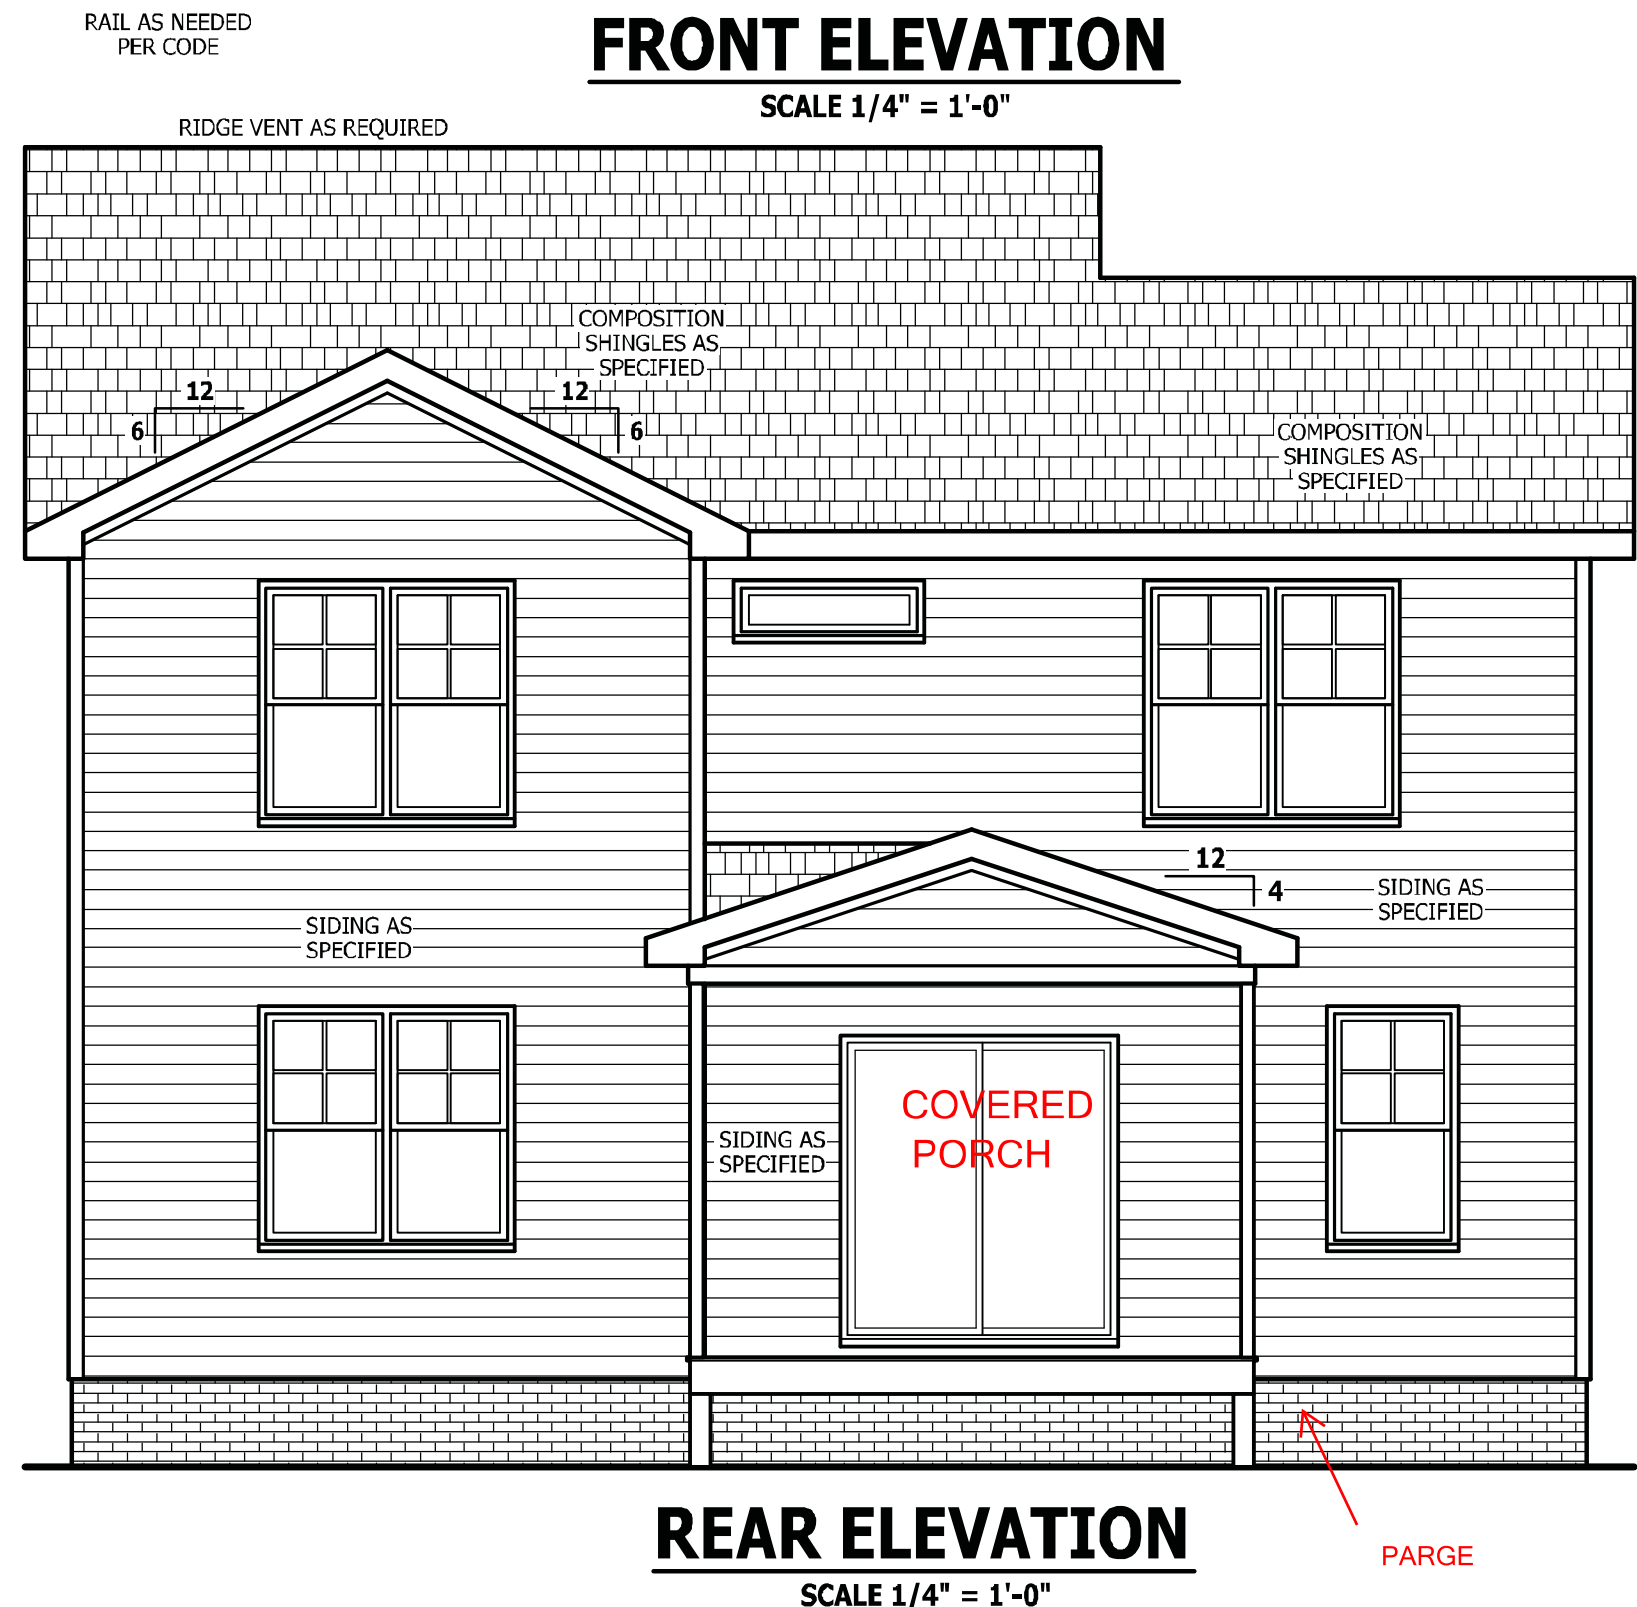 RAIL AS NEEDED
PER CODE
FRONT ELEVATION
SCALE 1/4" = 1'-0"
RIDGE VENT AS REQUIRED
COMPOSITION
SHINGLES AS
SPECIFIED
12
6
12
6
COMPOSITION
SHINGLES AS
SPECIFIED
12
4
SIDING AS
SPECIFIED
SIDING AS
SPECIFIED
COVERED
PORCH
SIDING AS
SPECIFIED
REAR ELEVATION
SCALE 1/4" = 1'-0"
PARGE